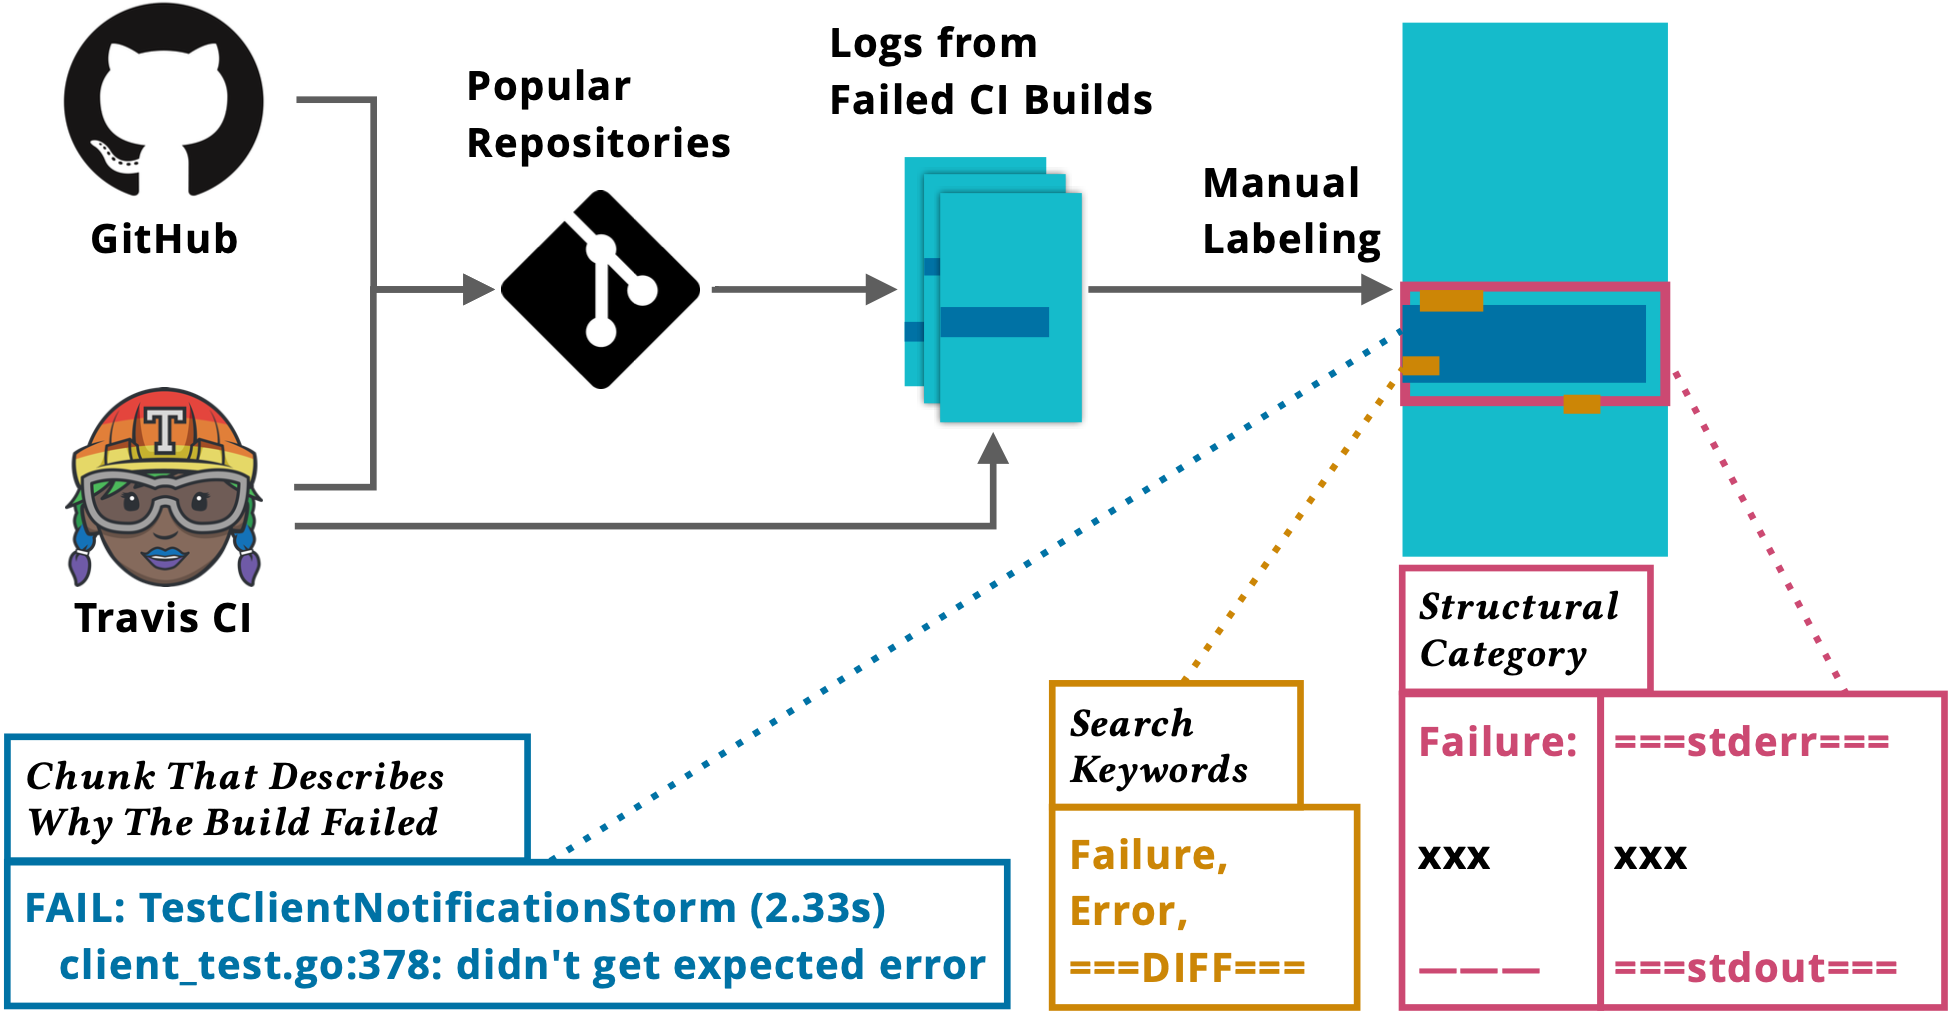 GitHub
Popular
Repositories
Logs from
Failed CI Builds
Manual
Labeling
T
Travis CI
Chunk That Describes
Why The Build Failed
FAIL: TestClientNotificationStorm (2.33s)
client_test.go:378: didn't get expected error
Search
Keywords
Failure,
Error,
===DIFF===
Structural
Category
Failure:
xxx
———
===stderr===
xxx
===stdout===